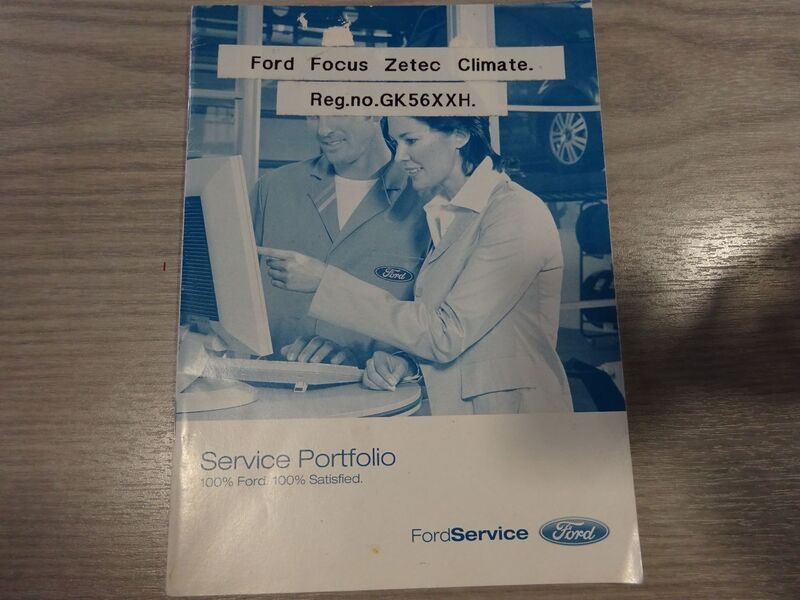 Ford Focus Zetec Climate.
Reg.no.GK56XXH.
Ford
Service Portfolio
100% Ford. 100% Satisfied.
FordService Ford